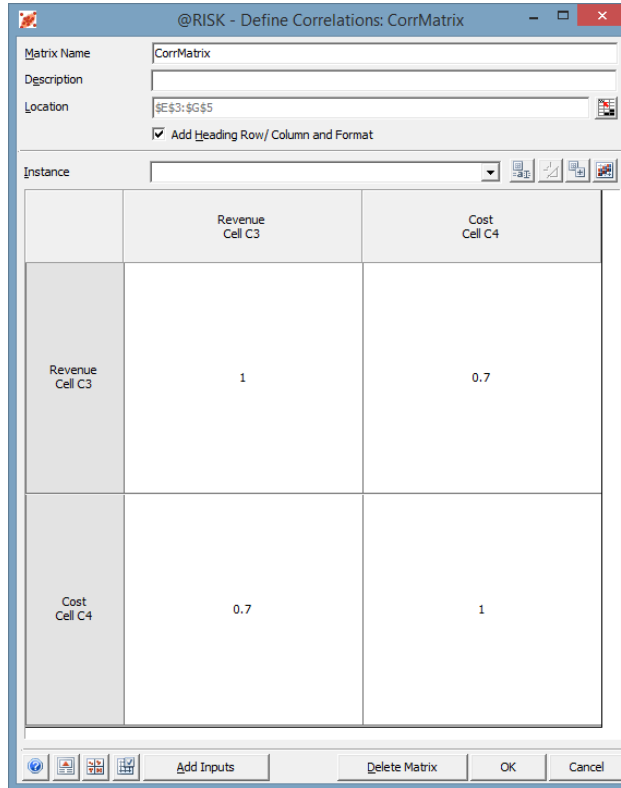 @RISK - Define Correlations: CorrMatrix
Matrix Name CorrMatrix
Description
Location $E$3:$G$5
Add Heading Row/ Column and Format
Instance
Revenue
Cell C3
Cost
Cell C4
Revenue
Cell C3
1 0.7
Cost
Cell C4
0.7 1
Add Inputs Delete Matrix OK Cancel